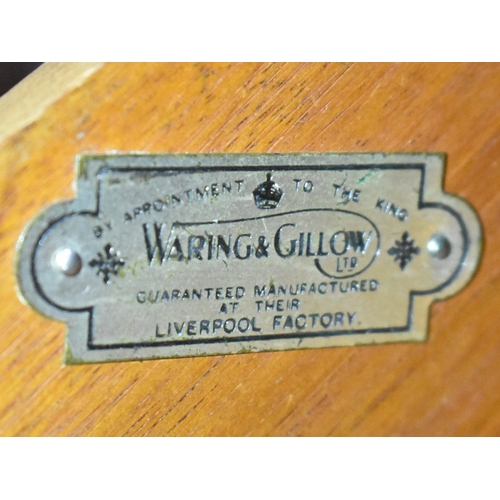 BY APPOINTMENT TO THE KING
WARING & GILLOW
LTD
GUARANTEED MANUFACTURED
AT THEIR
LIVERPOOL FACTORY.